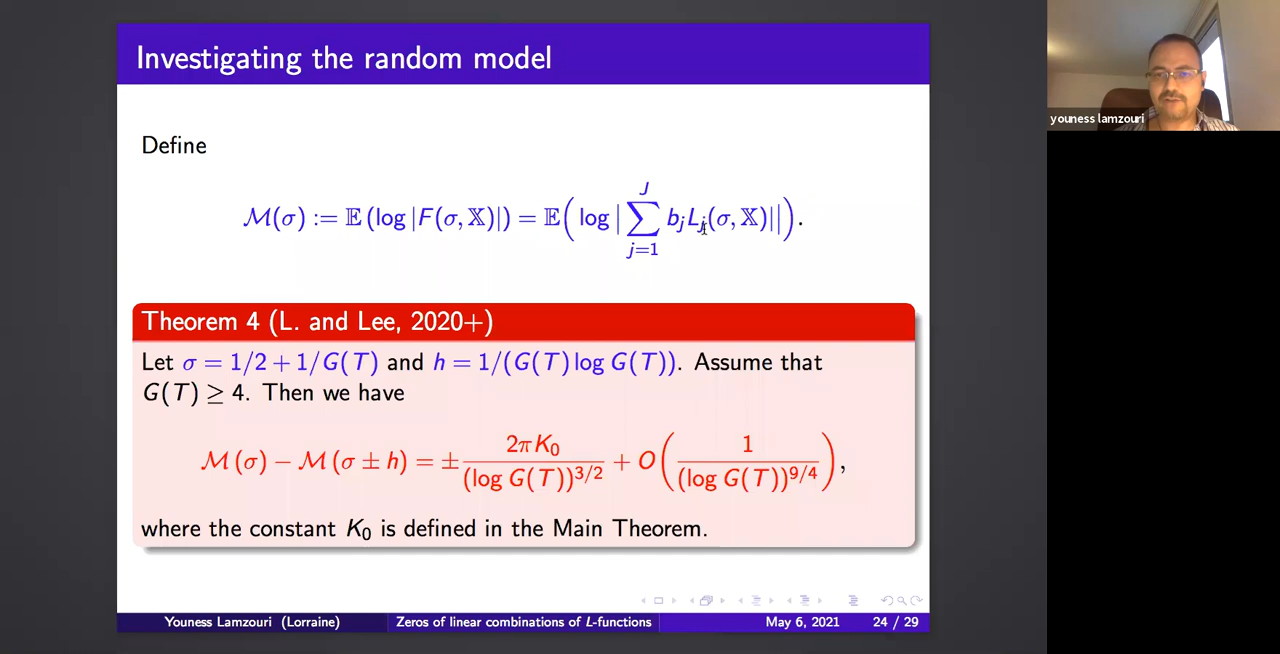 Investigating the random model
youness lamzouri
Define
M(σ) := 𝔼 (log |F(σ, 𝕏)|) = 𝔼( log | ∑_{j=1}^{J} b_j L_j(σ, 𝕏)|| ).
Theorem 4 (L. and Lee, 2020+)
Let σ = 1/2 + 1/G(T) and h = 1/(G(T) log G(T)). Assume that
G(T) ≥ 4. Then we have
M(σ) − M(σ ± h) = ± 2πK₀ / (log G(T))^{3/2} + O( 1 / (log G(T))^{9/4} ),
where the constant K₀ is defined in the Main Theorem.
Youness Lamzouri (Lorraine) Zeros of linear combinations of L-functions May 6, 2021 24 / 29